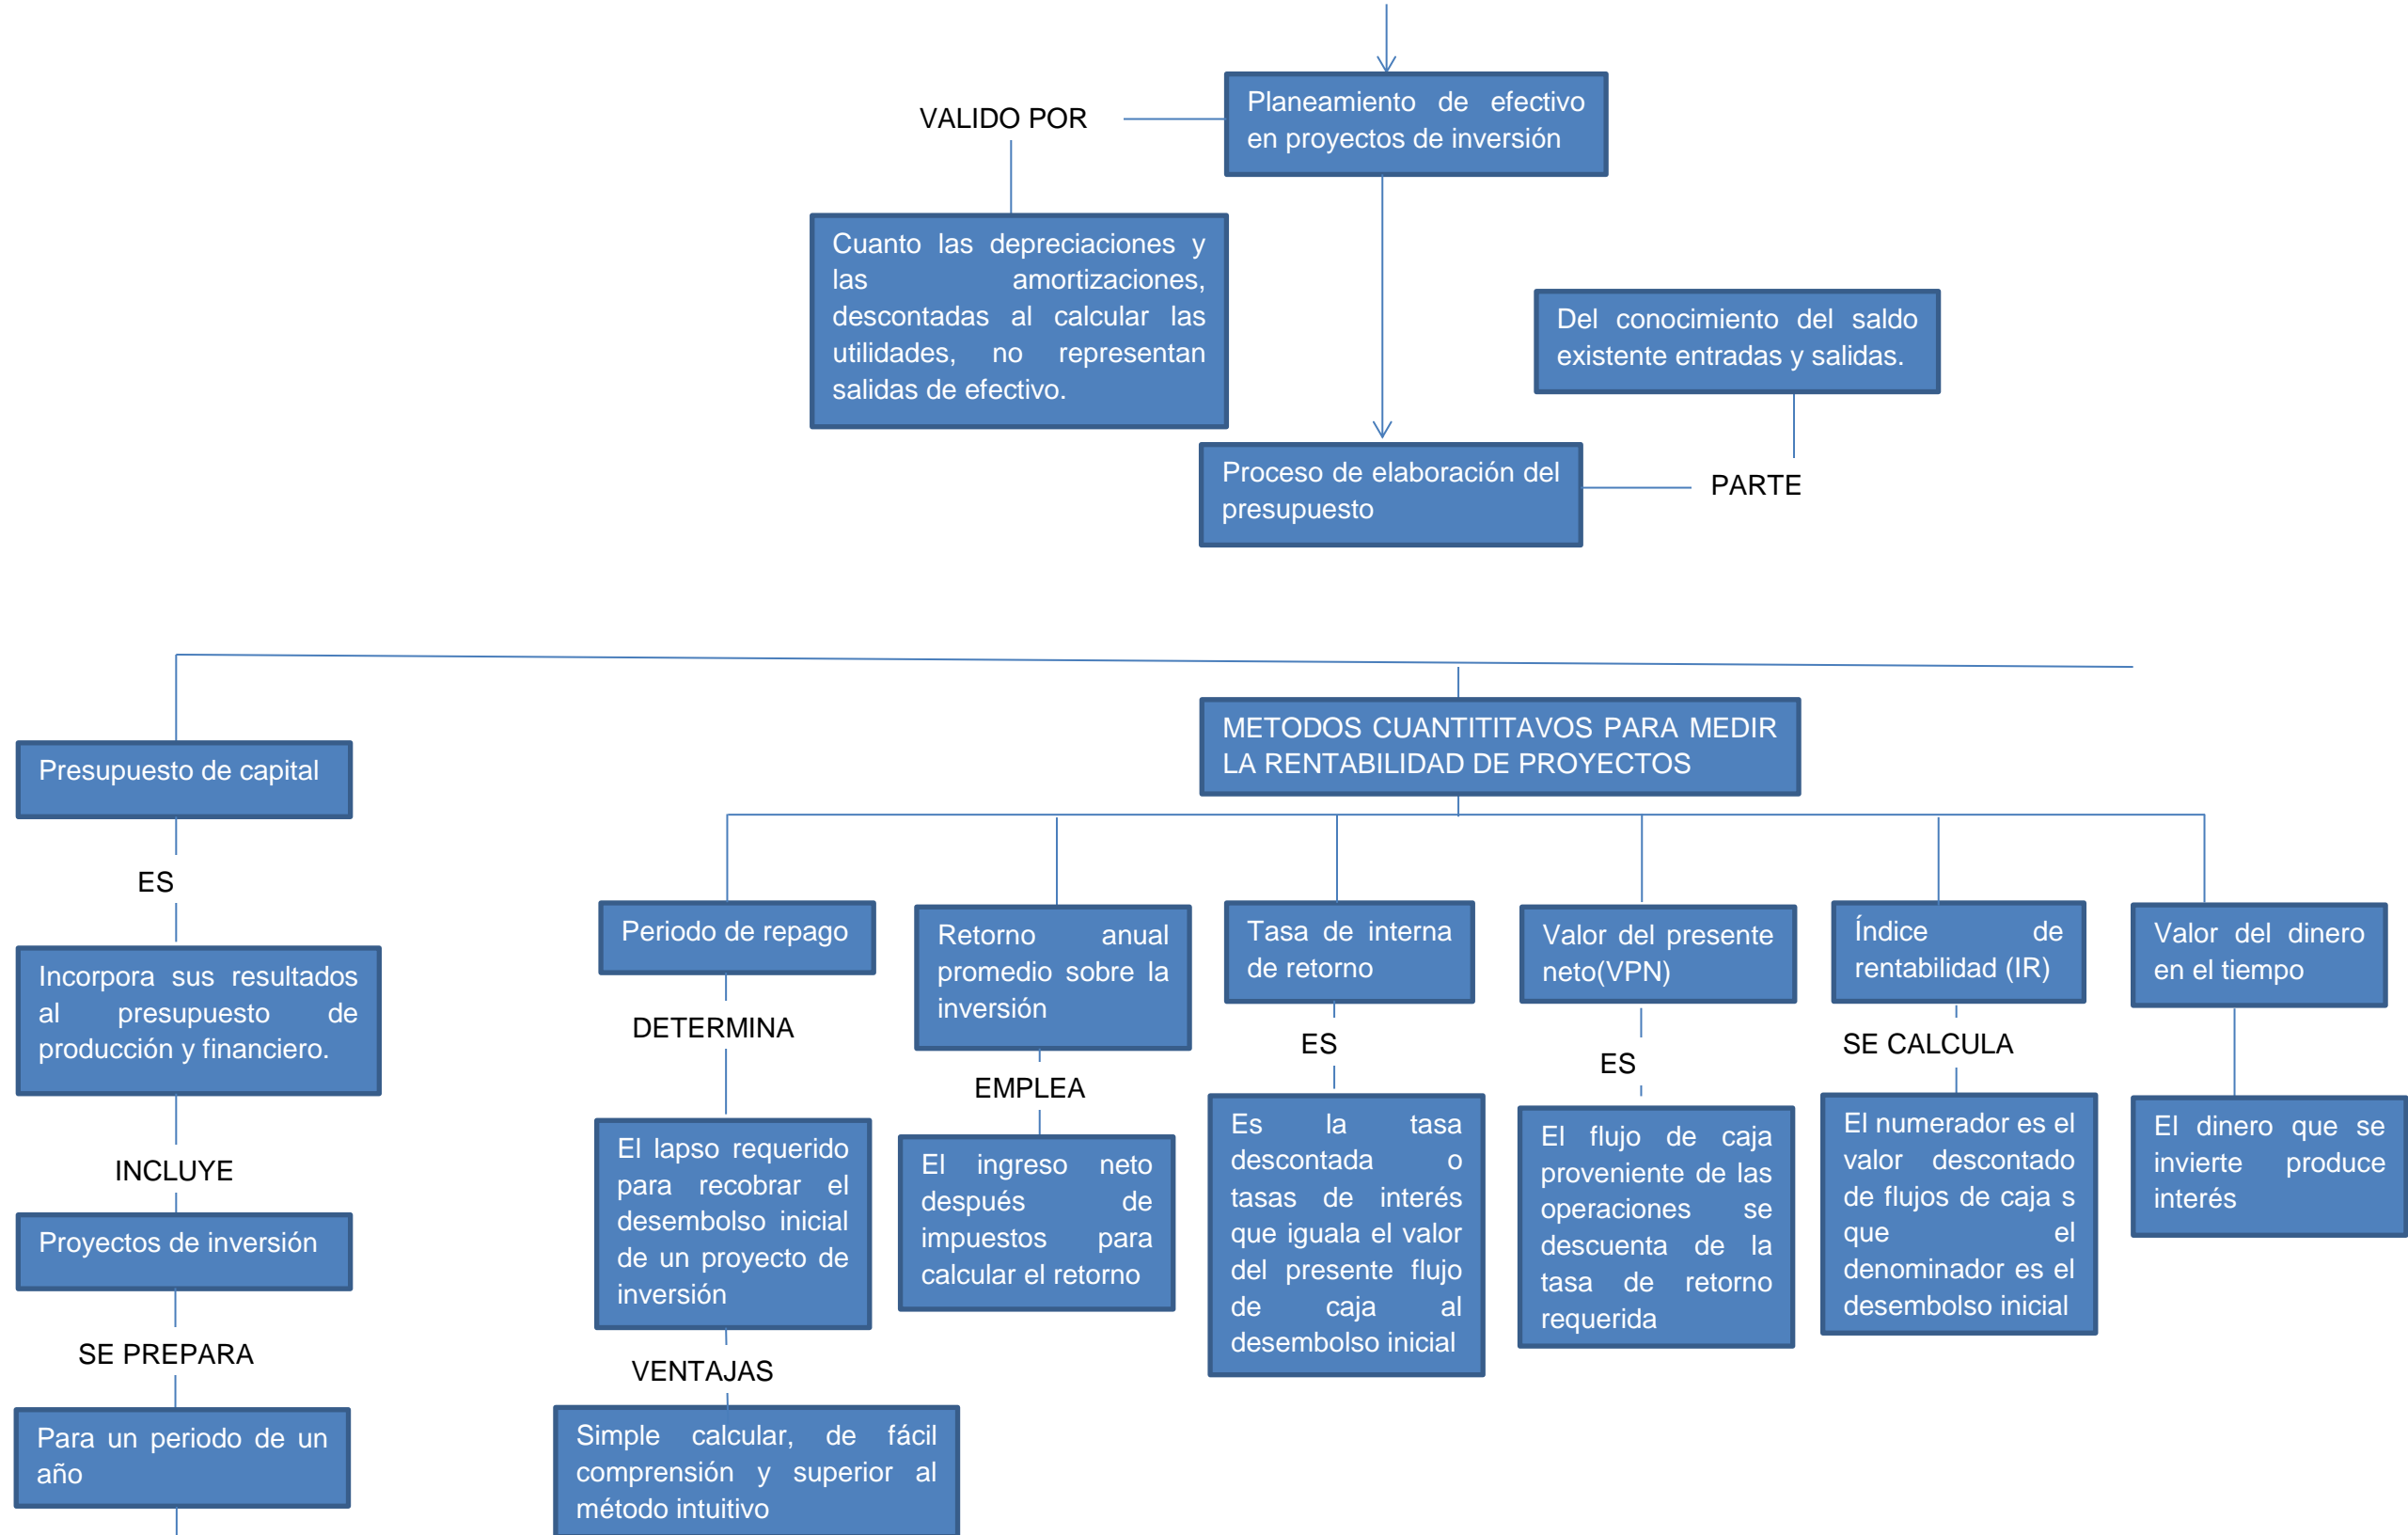 VALIDO POR
Planeamiento de efectivo
en proyectos de inversión
Cuanto las depreciaciones y
las amortizaciones,
descontadas al calcular las
utilidades, no representan
salidas de efectivo.
Del conocimiento del saldo
existente entradas y salidas.
Proceso de elaboración del
presupuesto
PARTE
METODOS CUANTITITAVOS PARA MEDIR
LA RENTABILIDAD DE PROYECTOS
Presupuesto de capital
ES
Incorpora sus resultados
al presupuesto de
producción y financiero.
INCLUYE
Proyectos de inversión
SE PREPARA
Para un periodo de un
año
Periodo de repago
DETERMINA
El lapso requerido
para recobrar el
desembolso inicial
de un proyecto de
inversión
VENTAJAS
Simple calcular, de fácil
comprensión y superior al
método intuitivo
Retorno anual
promedio sobre la
inversión
EMPLEA
El ingreso neto
después de
impuestos para
calcular el retorno
Tasa de interna
de retorno
ES
Es la tasa
descontada o
tasas de interés
que iguala el valor
del presente flujo
de caja al
desembolso inicial
Valor del presente
neto(VPN)
ES
El flujo de caja
proveniente de las
operaciones se
descuenta de la
tasa de retorno
requerida
Índice de
rentabilidad (IR)
SE CALCULA
El numerador es el
valor descontado
de flujos de caja s
que el
denominador es el
desembolso inicial
Valor del dinero
en el tiempo
El dinero que se
invierte produce
interés